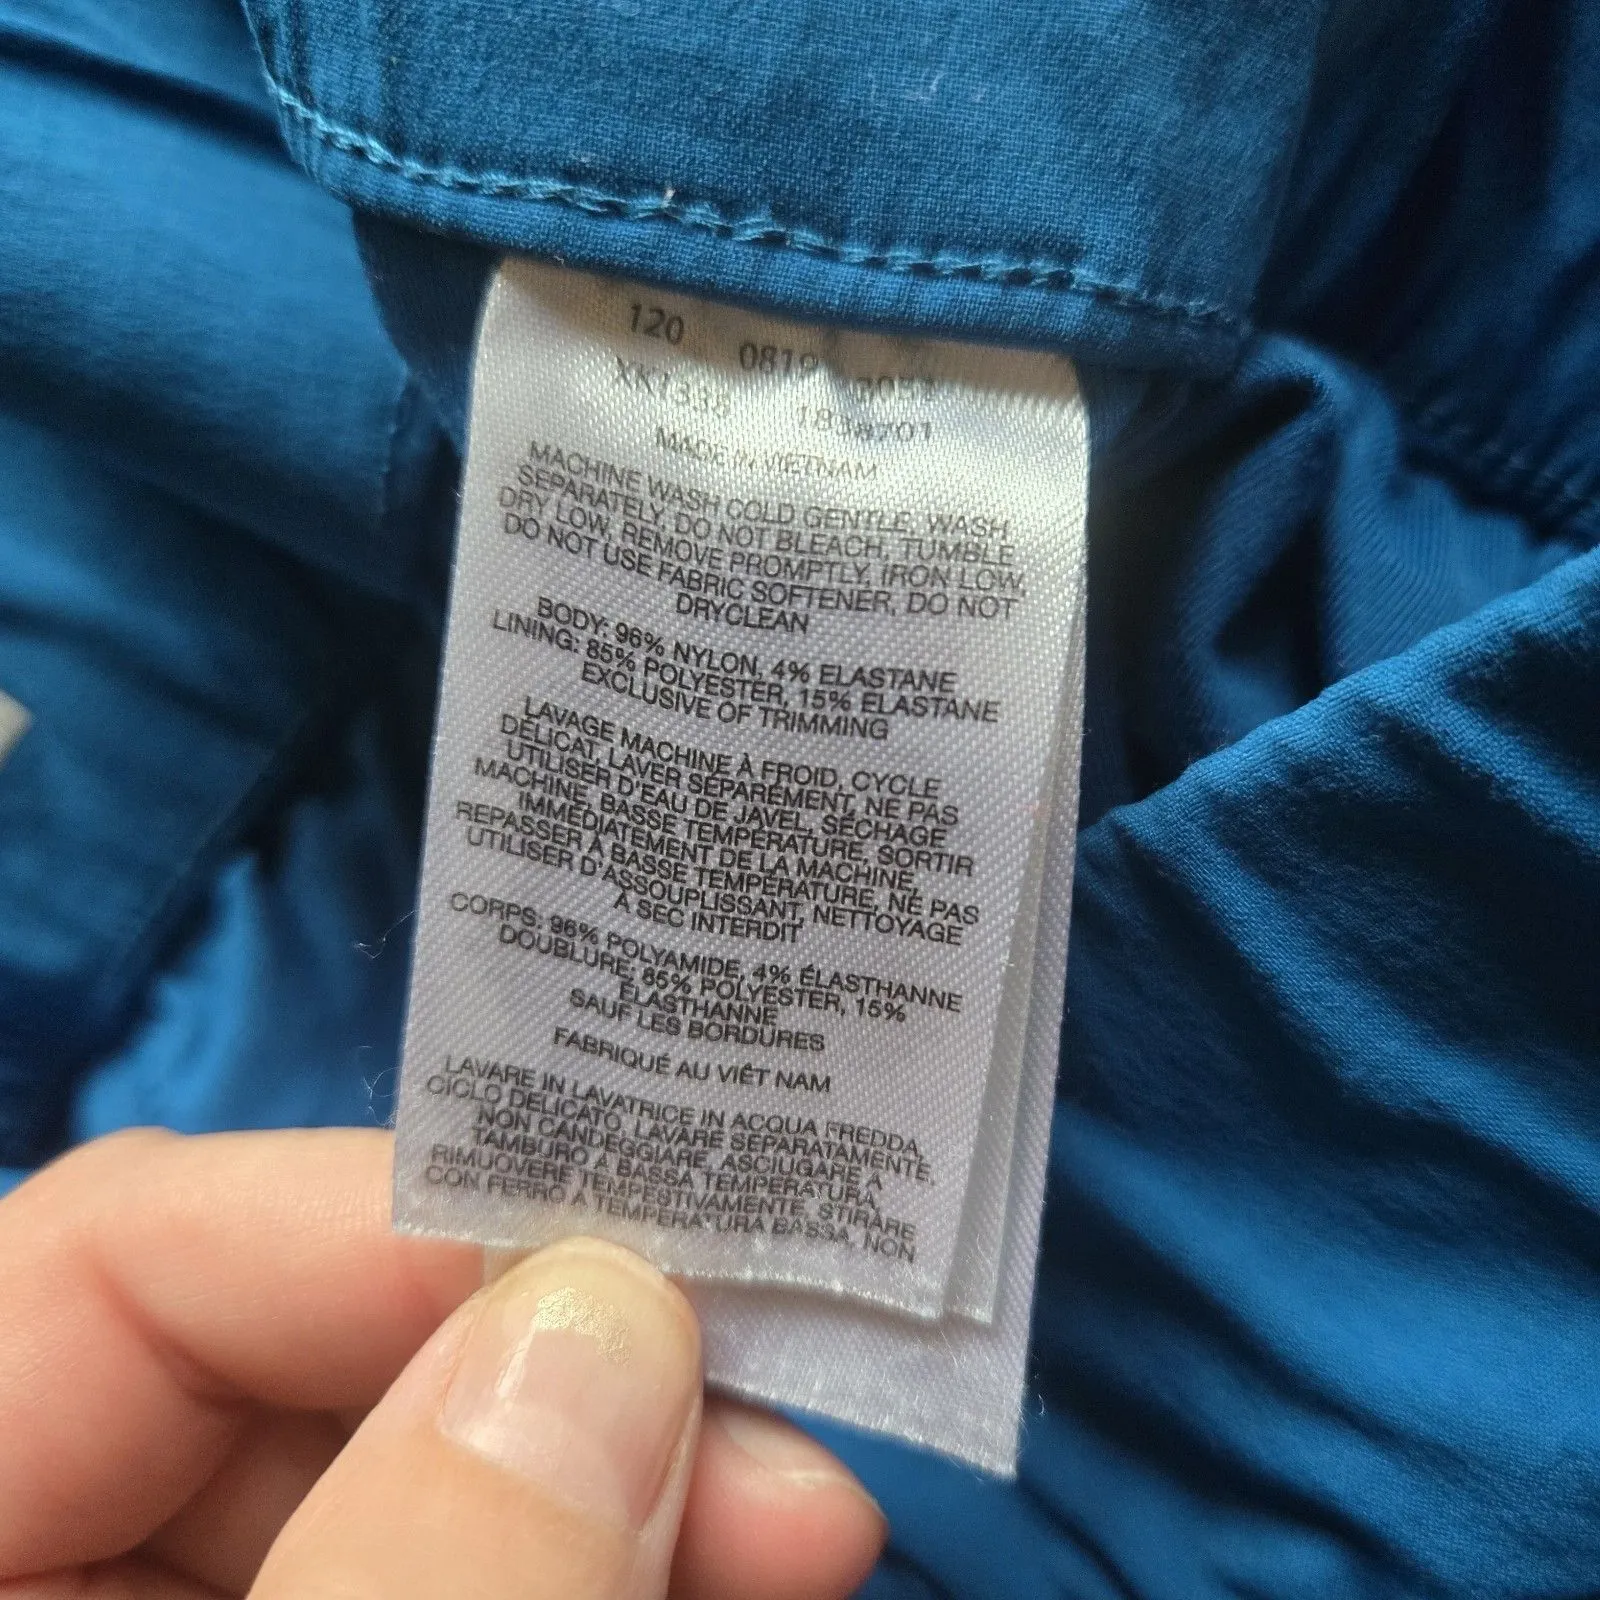 120 0819
XK1338 1838701
MADE IN VIETNAM
MACHINE WASH COLD GENTLE, WASH
SEPARATELY, DO NOT BLEACH, TUMBLE
DRY LOW, REMOVE PROMPTLY, IRON LOW,
DO NOT USE FABRIC SOFTENER, DO NOT
DRYCLEAN
BODY: 96% NYLON, 4% ELASTANE
LINING: 85% POLYESTER, 15% ELASTANE
EXCLUSIVE OF TRIMMING
LAVAGE MACHINE À FROID, CYCLE
DÉLICAT, LAVER SÉPARÉMENT, NE PAS
UTILISER D'EAU DE JAVEL, SÉCHAGE
MACHINE, BASSE TEMPÉRATURE, SORTIR
IMMÉDIATEMENT DE LA MACHINE,
REPASSER À BASSE TEMPÉRATURE, NE PAS
UTILISER D'ASSOUPLISSANT, NETTOYAGE
À SEC INTERDIT
CORPS: 96% POLYAMIDE, 4% ÉLASTHANNE
DOUBLURE: 85% POLYESTER, 15%
ÉLASTHANNE
SAUF LES BORDURES
FABRIQUÉ AU VIÊT NAM
LAVARE IN LAVATRICE IN ACQUA FREDDA,
CICLO DELICATO, LAVARE SEPARATAMENTE,
NON CANDEGGIARE, ASCIUGARE A
TAMBURO A BASSA TEMPERATURA,
RIMUOVERE TEMPESTIVAMENTE, STIRARE
CON FERRO A TEMPERATURA BASSA, NON